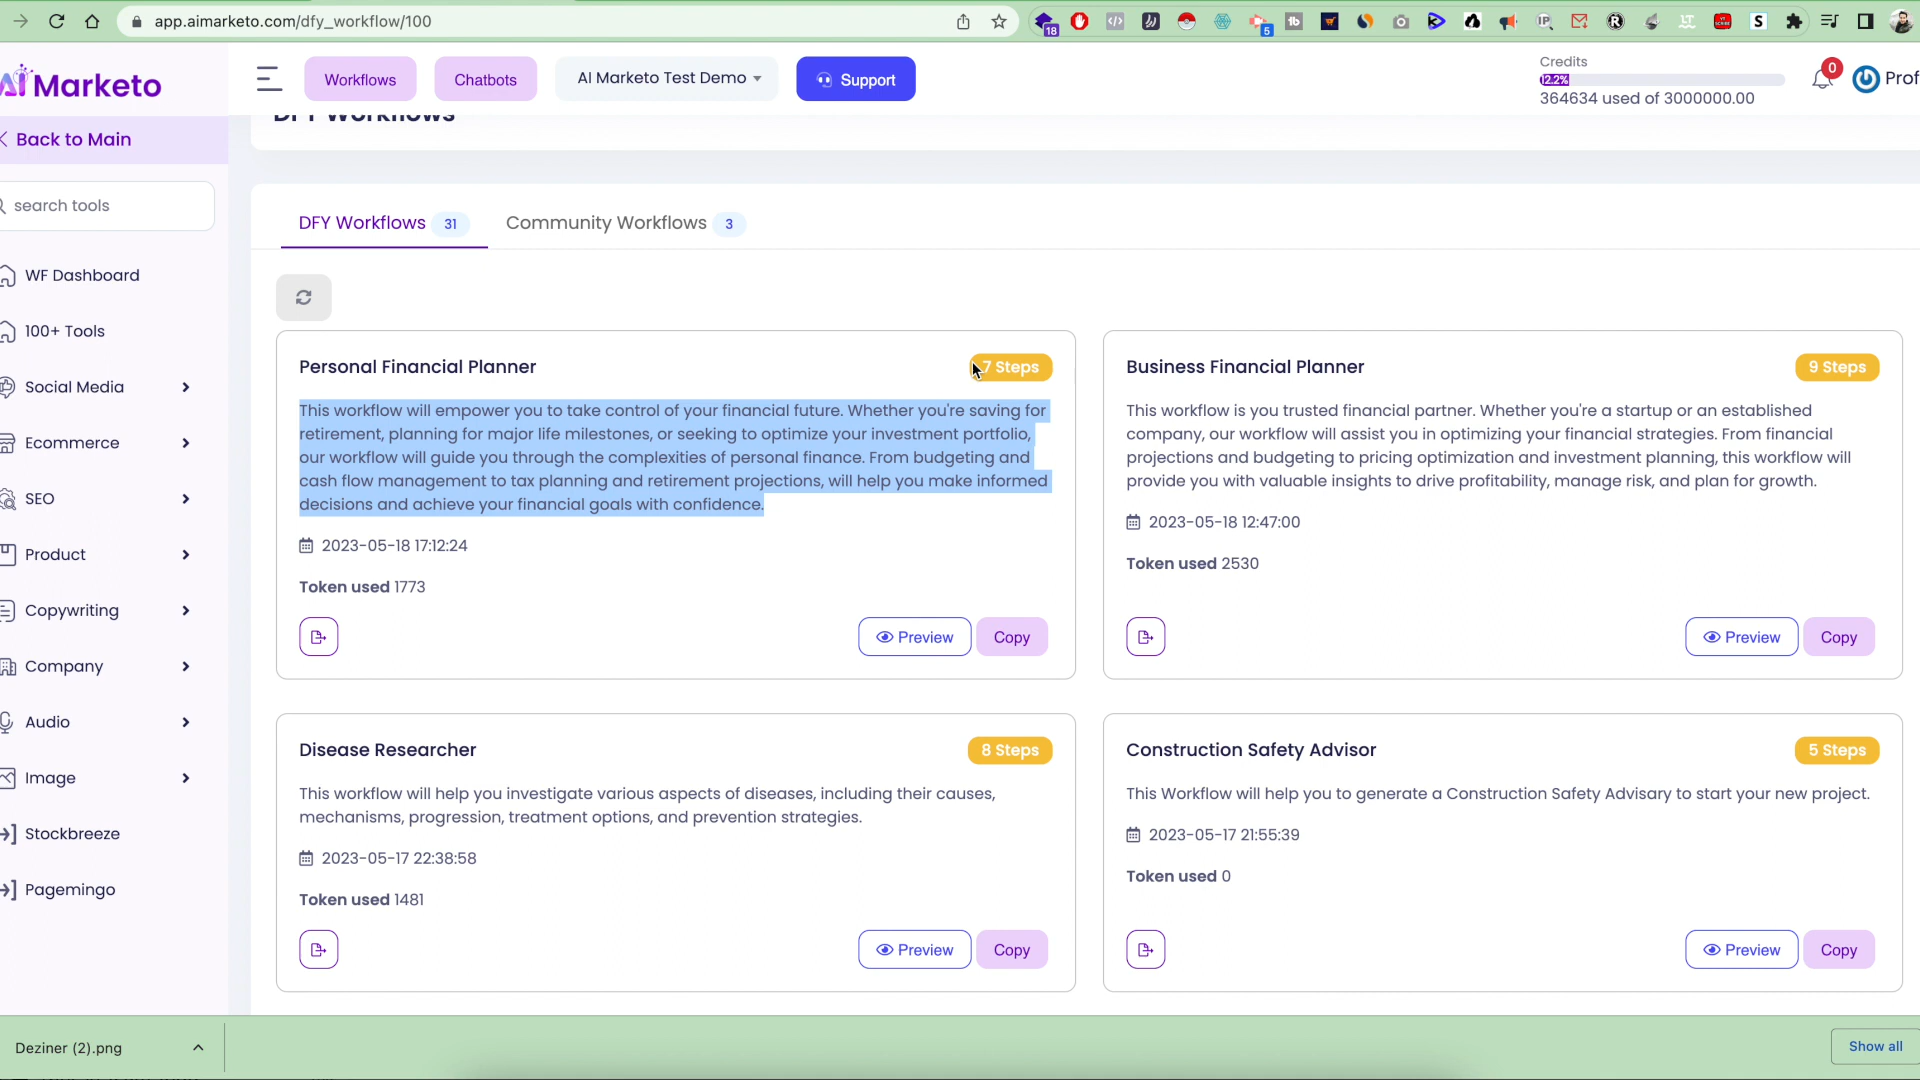 app.aimarketo.com/dfy_workflow/100
18
5
AI Marketo
Workflows
Chatbots
AI Marketo Test Demo
Support
Credits
12.2%
364634 used of 3000000.00
0
Prof
Back to Main
DFY Workflows
search tools
DFY Workflows 31
Community Workflows 3
WF Dashboard
100+ Tools
Social Media
Ecommerce
SEO
Product
Copywriting
Company
Audio
Image
Stockbreeze
Pagemingo
Personal Financial Planner
7 Steps
This workflow will empower you to take control of your financial future. Whether you're saving for
retirement, planning for major life milestones, or seeking to optimize your investment portfolio,
our workflow will guide you through the complexities of personal finance. From budgeting and
cash flow management to tax planning and retirement projections, will help you make informed
decisions and achieve your financial goals with confidence.
2023-05-18 17:12:24
Token used 1773
Preview
Copy
Business Financial Planner
9 Steps
This workflow is you trusted financial partner. Whether you're a startup or an established
company, our workflow will assist you in optimizing your financial strategies. From financial
projections and budgeting to pricing optimization and investment planning, this workflow will
provide you with valuable insights to drive profitability, manage risk, and plan for growth.
2023-05-18 12:47:00
Token used 2530
Preview
Copy
Disease Researcher
8 Steps
This workflow will help you investigate various aspects of diseases, including their causes,
mechanisms, progression, treatment options, and prevention strategies.
2023-05-17 22:38:58
Token used 1481
Preview
Copy
Construction Safety Advisor
5 Steps
This Workflow will help you to generate a Construction Safety Advisary to start your new project.
2023-05-17 21:55:39
Token used 0
Preview
Copy
Deziner (2).png
Show all